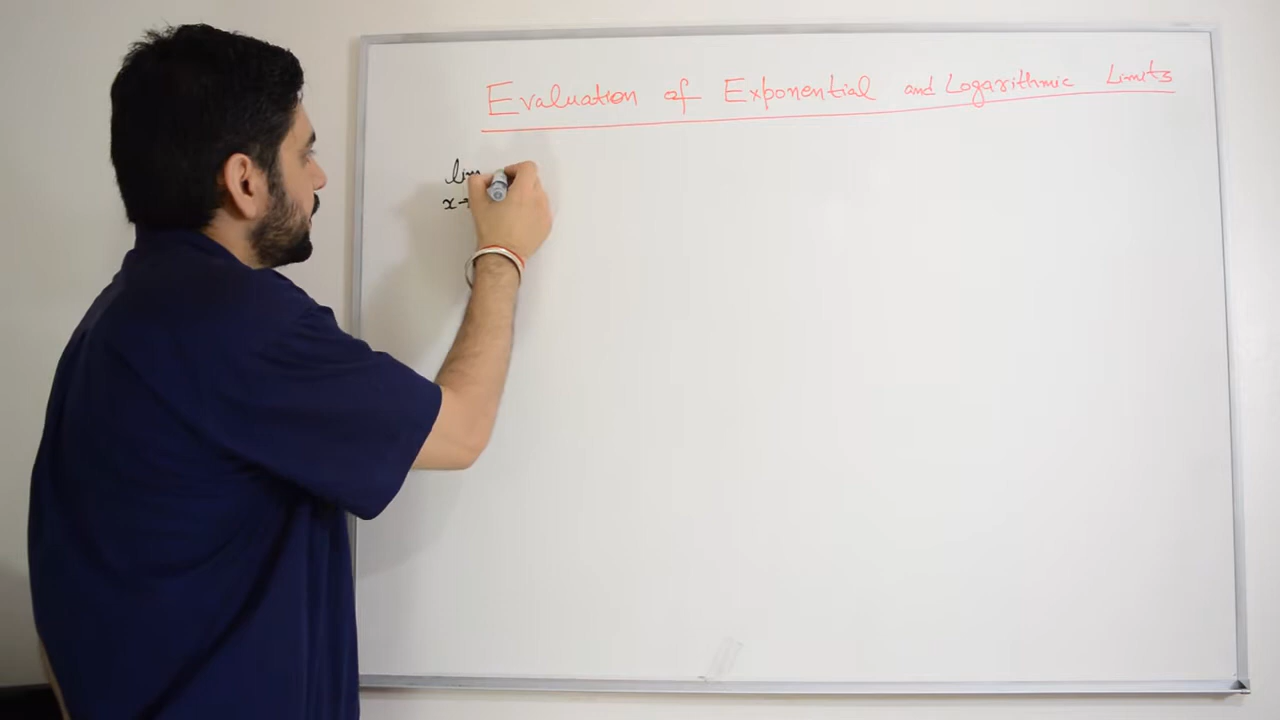 Evaluation of Exponential and Logarithmic Limits
lim
x→